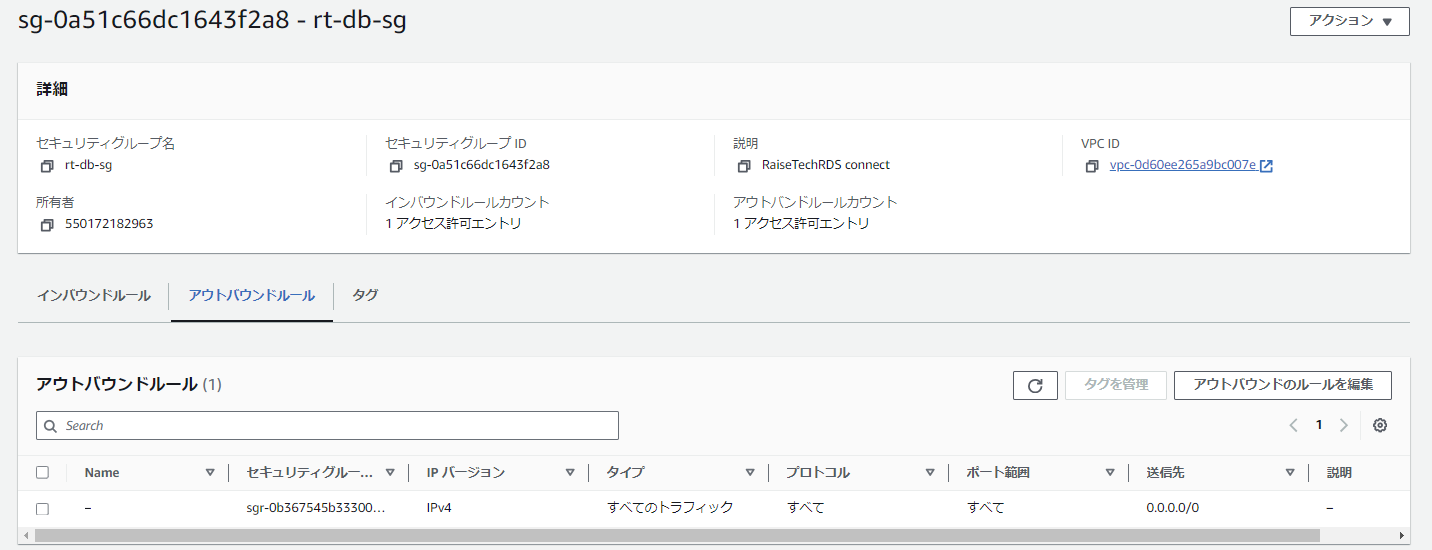 sg-0a51c66dc1643f2a8 - rt-db-sg
アクション
詳細
セキュリティグループ名
rt-db-sg
セキュリティグループ ID
sg-0a51c66dc1643f2a8
説明
RaiseTechRDS connect
VPC ID
vpc-0d60ee265a9bc007e
所有者
550172182963
インバウンドルールカウント
1 アクセス許可エントリ
アウトバンドルールカウント
1 アクセス許可エントリ
インバウンドルール
アウトバウンドルール
タグ
アウトバウンドルール (1)
タグを管理
アウトバウンドのルールを編集
Search
1
Name セキュリティグルー... IP バージョン タイプ プロトコル ポート範囲 送信先 説明
– sgr-0b367545b33300... IPv4 すべてのトラフィック すべて すべて 0.0.0.0/0 –